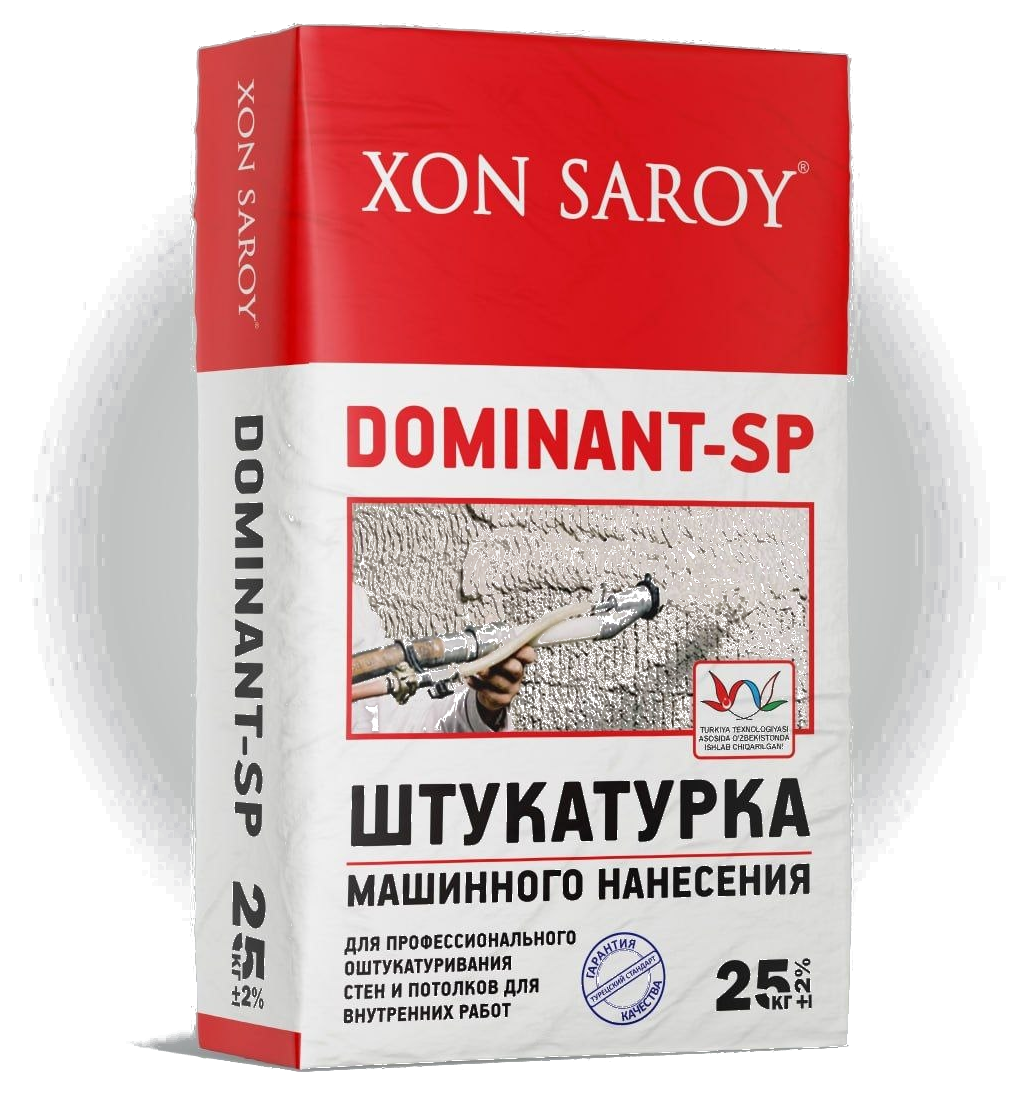 XON SAROY®
DOMINANT-SP
TURKIYA TEXNOLOGIYASI
ASOSIDA O'ZBEKISTONDA
ISHLAB CHIQARILGAN!
ШТУКАТУРКА
МАШИННОГО НАНЕСЕНИЯ
ДЛЯ ПРОФЕССИОНАЛЬНОГО
ОШТУКАТУРИВАНИЯ
СТЕН И ПОТОЛКОВ ДЛЯ
ВНУТРЕННИХ РАБОТ
ГАРАНТИЯ
ТУРЕЦКИЙ СТАНДАРТ
КАЧЕСТВА
25 КГ ±2%
XON SAROY®
DOMINANT-SP
25 КГ ±2%